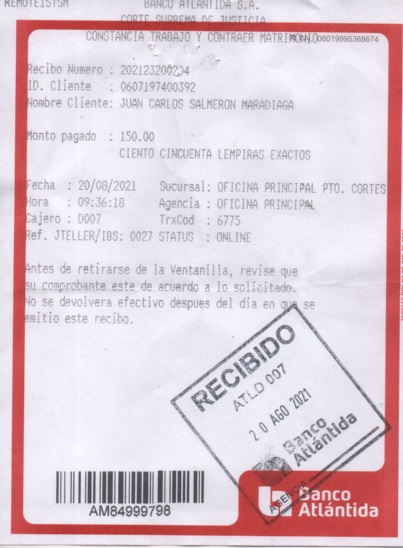 REMOTEISTSM BANCO ATLANTIDA S.A.
CORTE SUPREMA DE JUSTICIA
CONSTANCIA TRABAJO Y CONTRAER MATRIMONIO 08019995368674
Recibo Numero : 202123200204
ID. Cliente : 0607197400392
Nombre Cliente: JUAN CARLOS SALMERON MARADIAGA
Monto pagado : 150.00
CIENTO CINCUENTA LEMPIRAS EXACTOS
Fecha : 20/08/2021 Sucursal: OFICINA PRINCIPAL PTO. CORTES
Hora : 09:36:18 Agencia : OFICINA PRINCIPAL
Cajero : D007 TrxCod : 6775
Ref. JTELLER/IBS: 0027 STATUS : ONLINE
Antes de retirarse de la Ventanilla, revise que
su comprobante este de acuerdo a lo solicitado.
No se devolvera efectivo despues del dia en que se
emitio este recibo.
RECIBIDO
ATLD 007
20 AGO 2021
Banco
Atlántida
AGENCIA
AM84999798
Banco
Atlántida